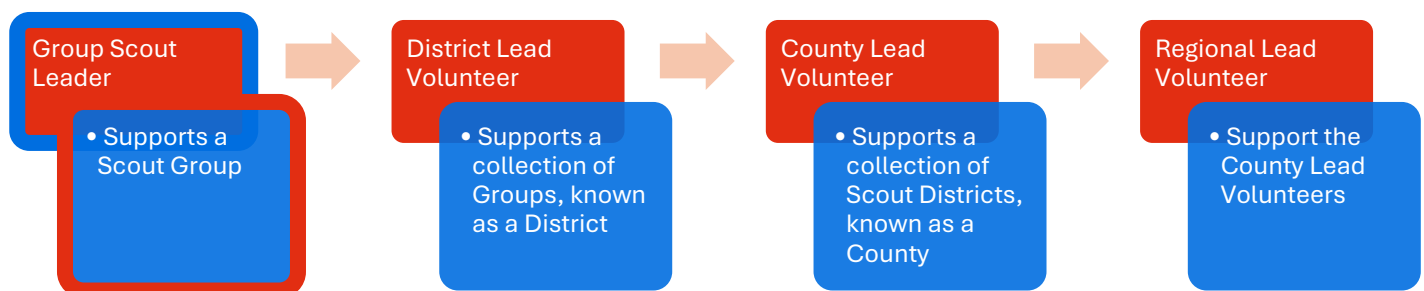 Group Scout
Leader
• Supports a
Scout Group
District Lead
Volunteer
• Supports a
collection of
Groups, known
as a District
County Lead
Volunteer
• Supports a
collection of
Scout Districts,
known as a
County
Regional Lead
Volunteer
• Support the
County Lead
Volunteers